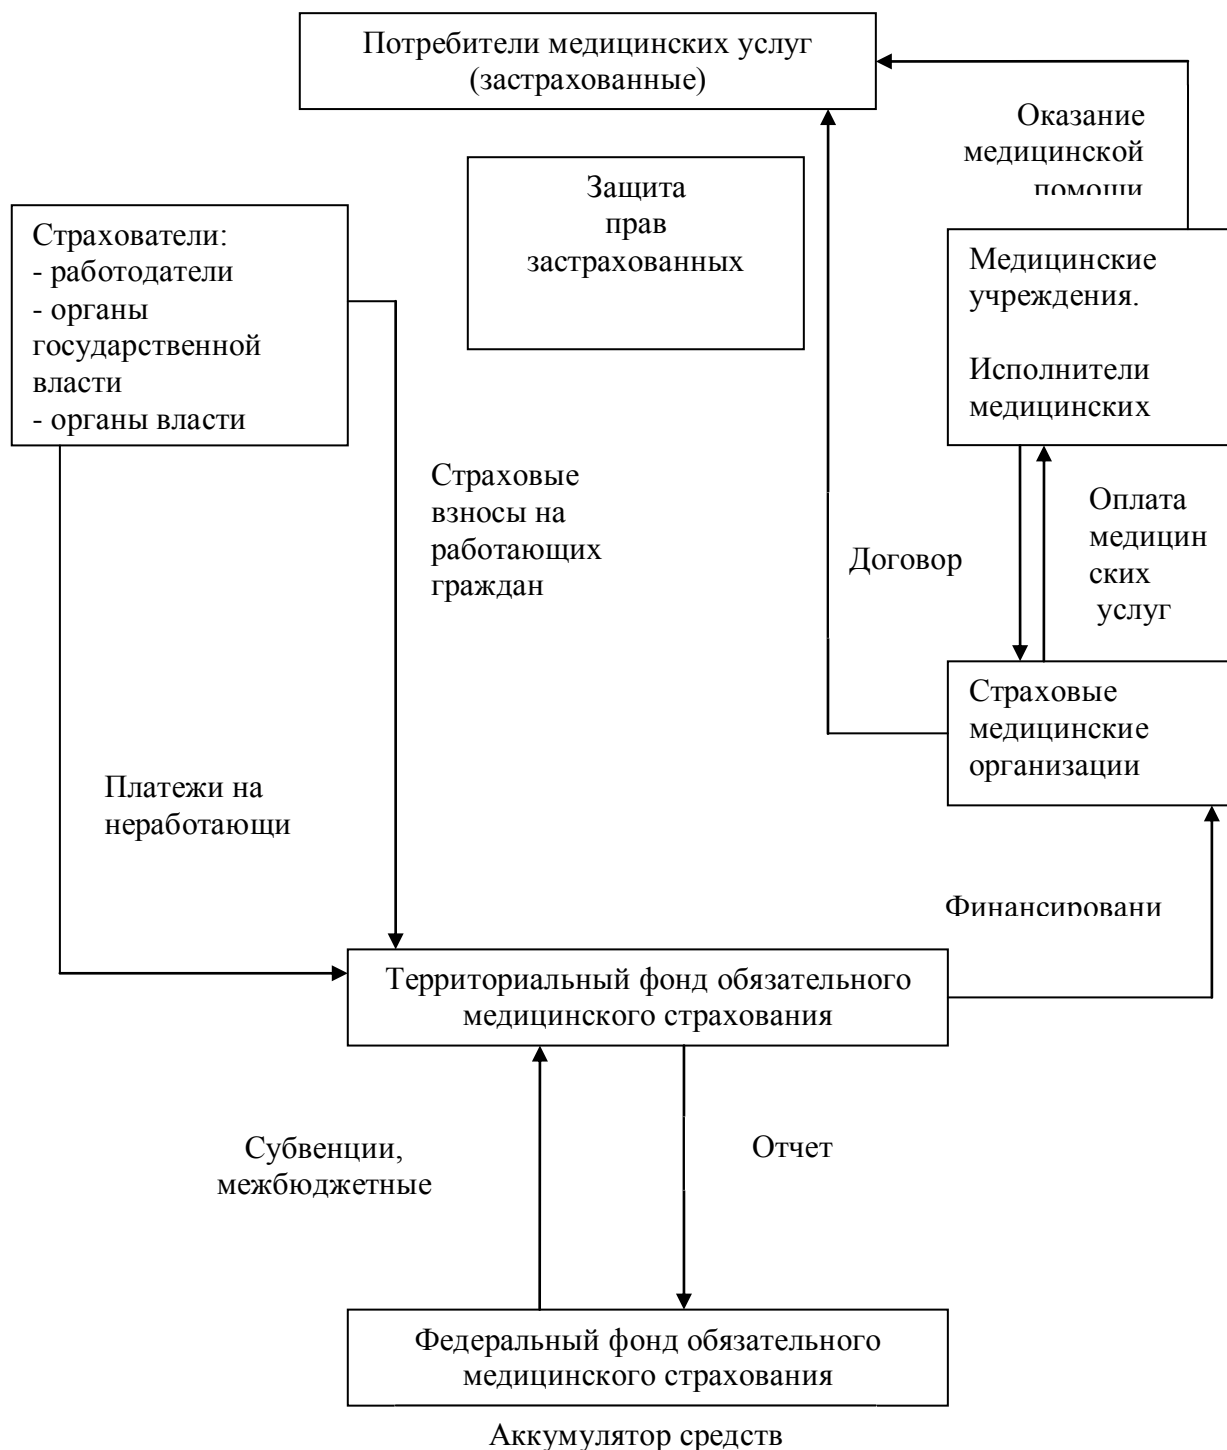 Потребители медицинских услуг
(застрахованные)
Оказание
медицинской
помощи
Защита
прав
застрахованных
Страхователи:
- работодатели
- органы
государственной
власти
- органы власти
Медицинские
учреждения.
Исполнители
медицинских
Страховые
взносы на
работающих
граждан
Договор
Оплата
медицин
ских
услуг
Страховые
медицинские
организации
Платежи на
неработающи
Финансировани
Территориальный фонд обязательного
медицинского страхования
Субвенции,
межбюджетные
Отчет
Федеральный фонд обязательного
медицинского страхования
Аккумулятор средств